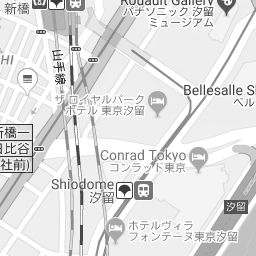 新橋
Rouault Gallery
パナソニック 汐留
ミュージアム
山手線
Bellesalle S
ベル
ザ ロイヤルパーク
ホテル 東京汐留
新橋一
日比谷
社前)
Conrad Tokyo
コンラッド東京
Shiodome
汐留
汐留
ホテルヴィラ
フォンテーヌ東京汐留